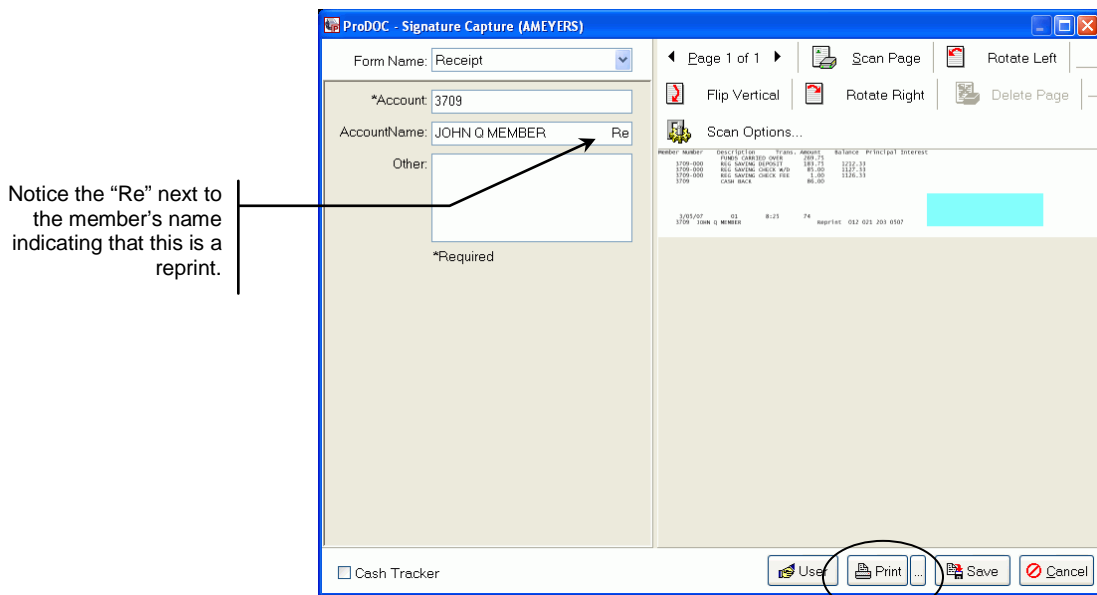 ProDOC - Signature Capture (AMEYERS)
Form Name: Receipt
*Account: 3709
AccountName: JOHN Q MEMBER Re
Other:
*Required
Notice the “Re” next to
the member's name
indicating that this is a
reprint.
Page 1 of 1
Scan Page
Rotate Left
Flip Vertical
Rotate Right
Delete Page
Scan Options...
Member Number Description Trans. Amount Balance Principal Interest
FUNDS CARRIED OVER 269.75
3709-000 REG SAVING DEPOSIT 183.75 1212.33
3709-000 REG SAVING CHECK W/D 85.00 1127.33
3709-000 REG SAVING CHECK FEE 1.00 1126.33
3709 CASH BACK 86.00
3/05/07 01 8:25 74
3709 JOHN Q MEMBER Reprint 012 021 203 0507
Cash Tracker
User
Print
...
Save
Cancel